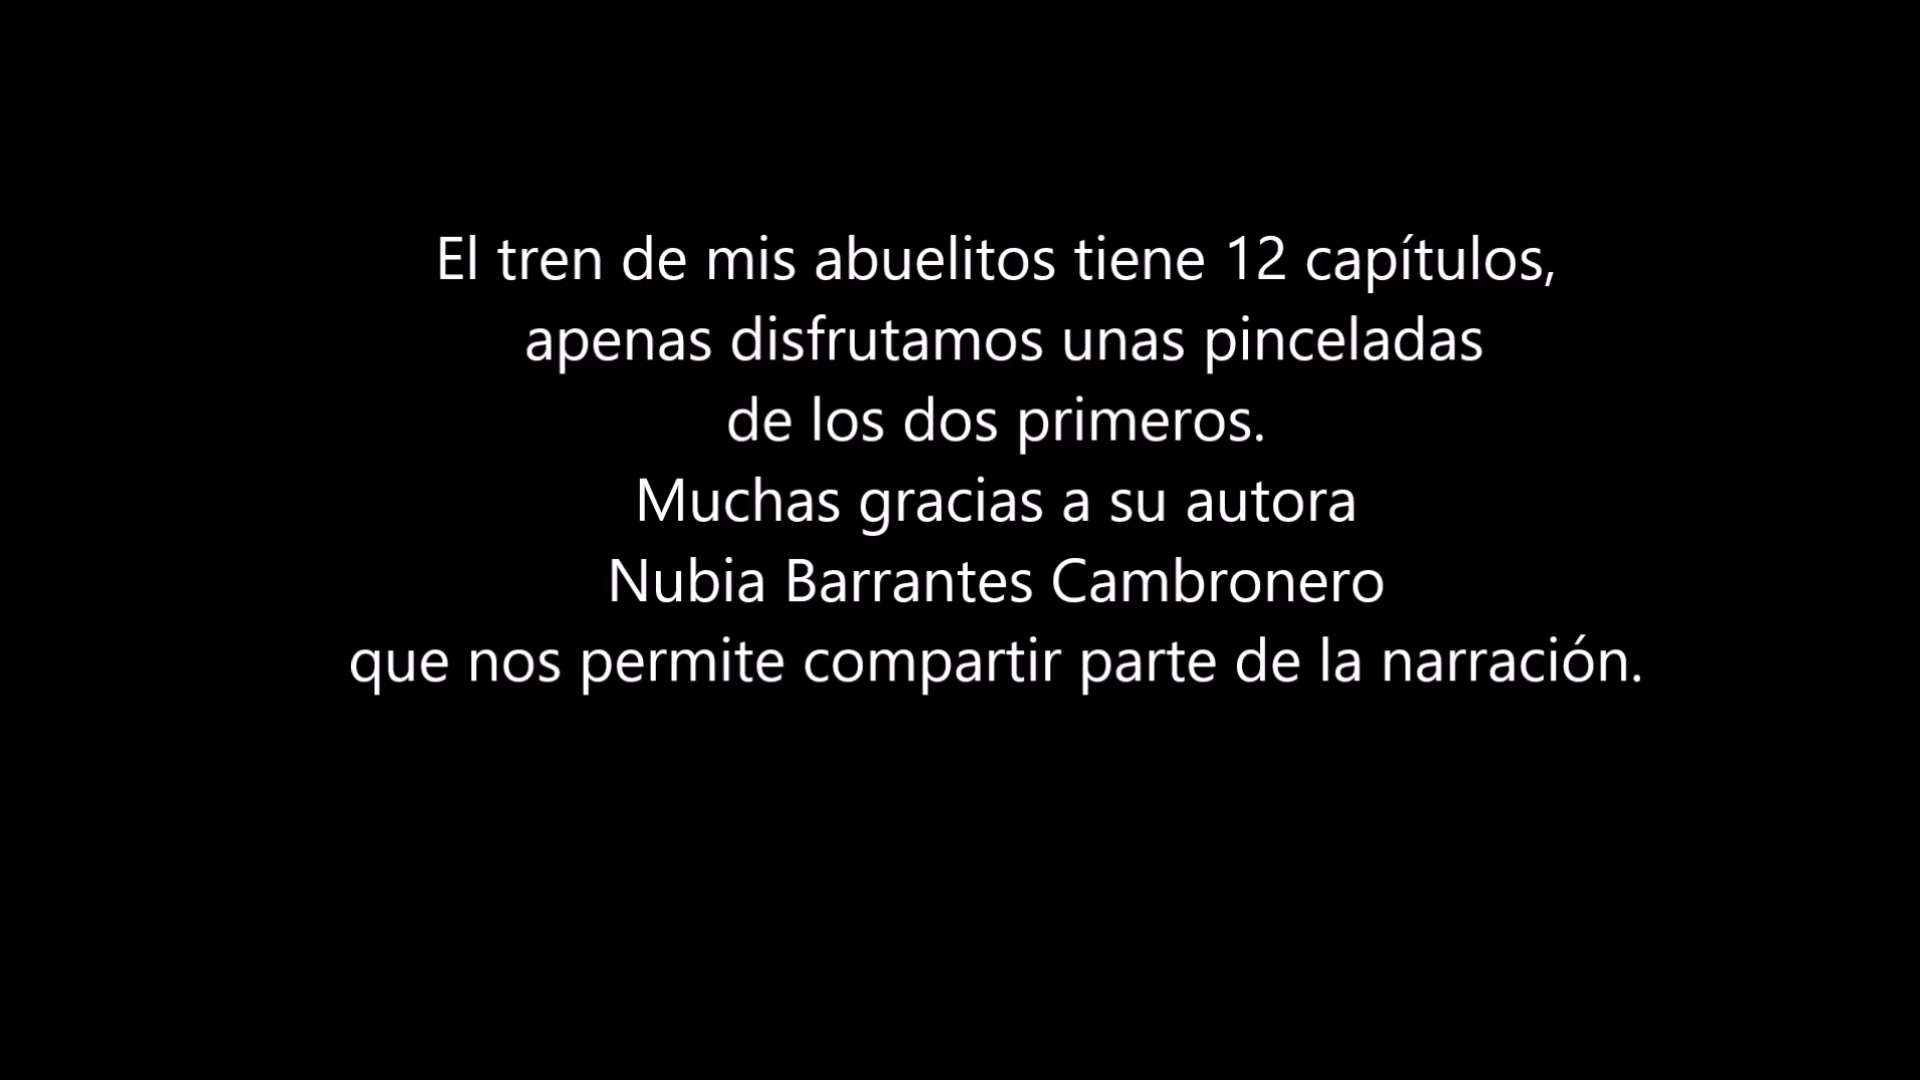 El tren de mis abuelitos tiene 12 capítulos,
apenas disfrutamos unas pinceladas
de los dos primeros.
Muchas gracias a su autora
Nubia Barrantes Cambronero
que nos permite compartir parte de la narración.